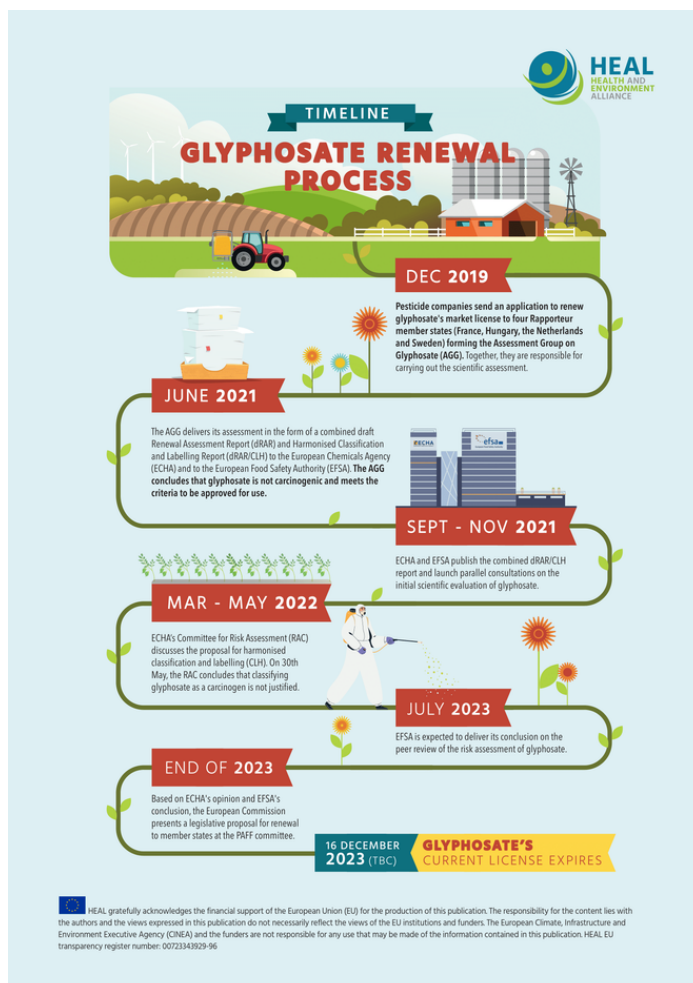 HEAL
HEALTH AND
ENVIRONMENT
ALLIANCE
TIMELINE
GLYPHOSATE RENEWAL
PROCESS
DEC 2019
Pesticide companies send an application to renew
glyphosate's market license to four Rapporteur
member states (France, Hungary, the Netherlands
and Sweden) forming the Assessment Group on
Glyphosate (AGG). Together, they are responsible for
carrying out the scientific assessment.
JUNE 2021
The AGG delivers its assessment in the form of a combined draft
Renewal Assessment Report (dRAR) and Harmonised Classification
and Labelling Report (dRAR/CLH) to the European Chemicals Agency
(ECHA) and to the European Food Safety Authority (EFSA). The AGG
concludes that glyphosate is not carcinogenic and meets the
criteria to be approved for use.
ECHA
efsa
SEPT - NOV 2021
ECHA and EFSA publish the combined dRAR/CLH
report and launch parallel consultations on the
initial scientific evaluation of glyphosate.
MAR - MAY 2022
ECHA's Committee for Risk Assessment (RAC)
discusses the proposal for harmonised
classification and labelling (CLH). On 30th
May, the RAC concludes that classifying
glyphosate as a carcinogen is not justified.
JULY 2023
EFSA is expected to deliver its conclusion on the
peer review of the risk assessment of glyphosate.
END OF 2023
Based on ECHA's opinion and EFSA's
conclusion, the European Commission
presents a legislative proposal for renewal
to member states at the PAFF committee.
16 DECEMBER
2023 (TBC)
GLYPHOSATE'S
CURRENT LICENSE EXPIRES
HEAL gratefully acknowledges the financial support of the European Union (EU) for the production of this publication. The responsibility for the content lies with
the authors and the views expressed in this publication do not necessarily reflect the views of the EU institutions and funders. The European Climate, Infrastructure and
Environment Executive Agency (CINEA) and the funders are not responsible for any use that may be made of the information contained in this publication. HEAL EU
transparency register number: 00723343929-96